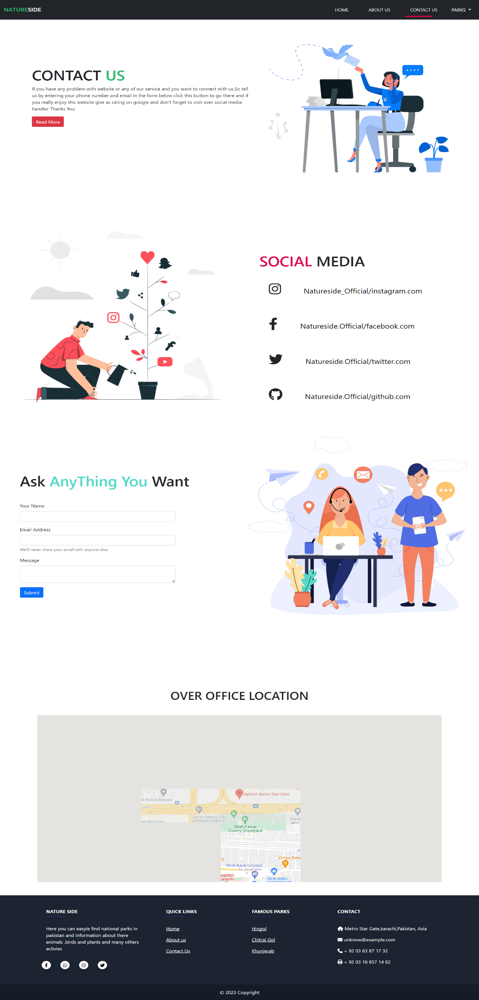 NATURESIDE
HOME
ABOUT US
CONTACT US
PARKS
CONTACT US
If you have any problem with website or any of our service and you want to connect with us.So tell
us by entering your phone number and email in the form below click this button to go there and if
you really enjoy this website give as rating on google and don't forget to visit over social media
handler Thanks You
Read More
SOCIAL MEDIA
Natureside_Official/instagram.com
Natureside.Official/facebook.com
Natureside.Official/twitter.com
Natureside.Official/github.com
Ask AnyThing You Want
Your Name
Email Address
We'll never share your email with anyone else.
Message
Submit
OVER OFFICE LOCATION
Aptech Metro Star Gate
rt Police Station
N5
Jamia Masjid Dar
ul Uloom Imam e...
Karac
Shah Faisal
Colony Graveyard
Vimpy Bake
MCB Bank Limited
مسلم کمرشل بینک
ospital
Karachi
NEW KING
NATURE SIDE
Here you can easyle find national parks in
pakistan and information about there
animals ,birds and plants and many others
activies
QUICK LINKS
Home
About us
Contact Us
FAMOUS PARKS
Hingol
Chitral Gol
Khunjerab
CONTACT
Metro Star Gate,karachi,Pakistan, Asia
unknow@example.com
+ 92 03 63 87 17 32
+ 92 03 16 857 14 62
© 2023 Copyright